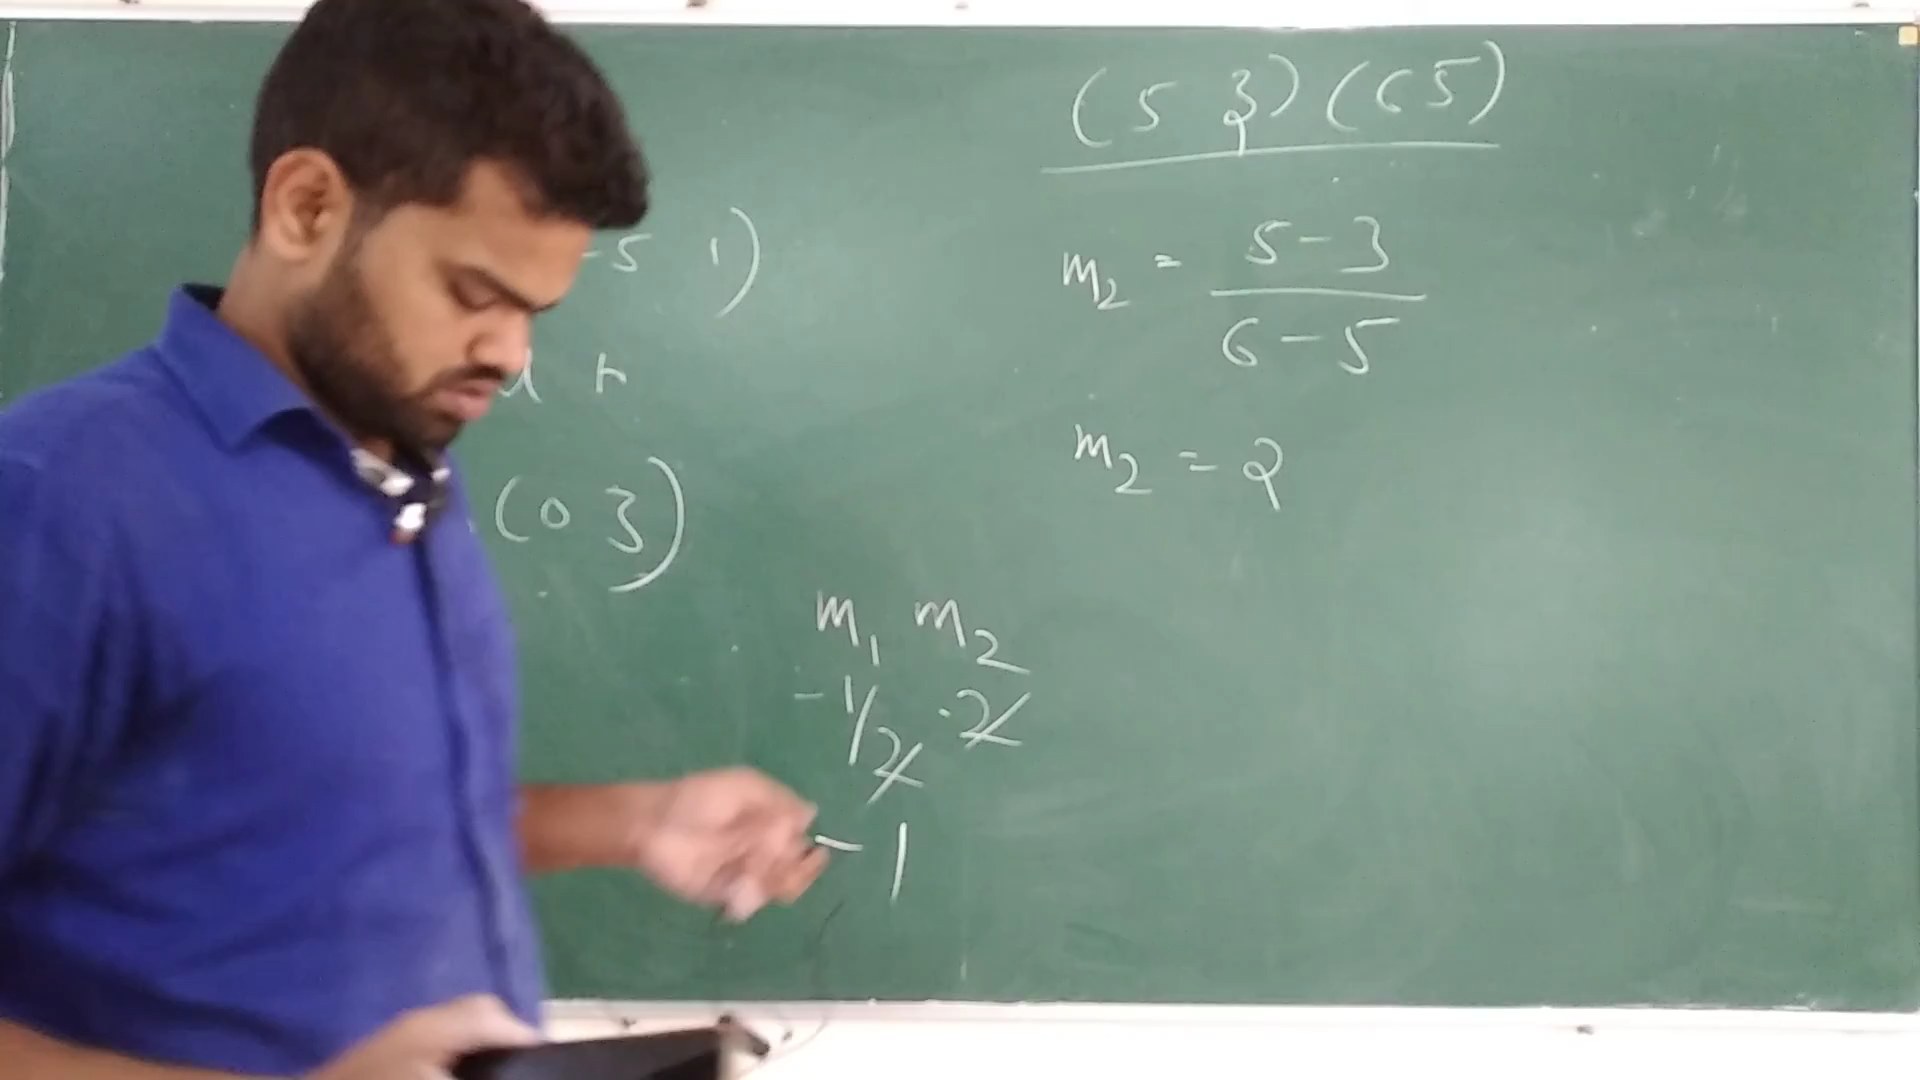 (5 3) (6 5)
-5 1)
m₂ = 5-3
6-5
m₂ = 2
(0 3)
m₁ m₂
-1/2 . 2
-1